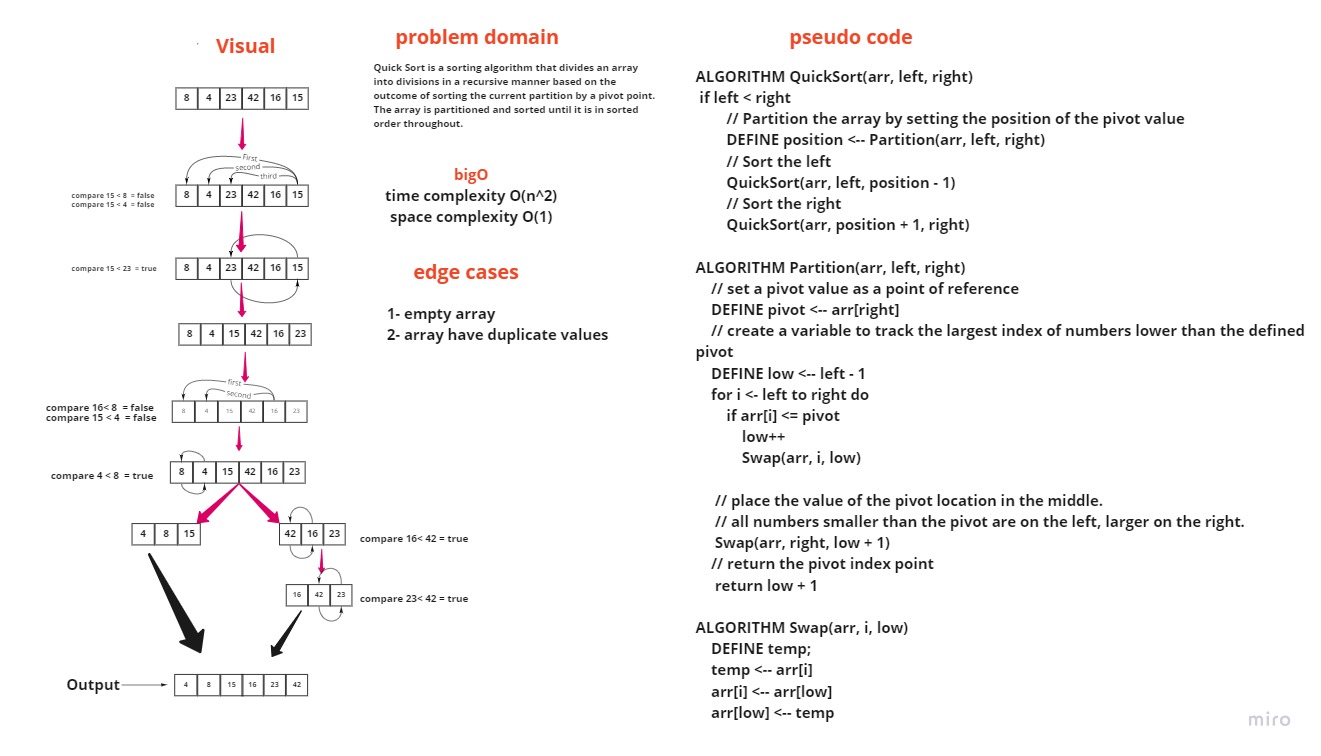 Visual
8 4 23 42 16 15
First
second
third
compare 15 < 8 = false
compare 15 < 4 = false
8 4 23 42 16 15
compare 15 < 23 = true
8 4 23 42 16 15
8 4 15 42 16 23
first
second
compare 16< 8 = false
compare 15 < 4 = false
8 4 15 42 16 23
compare 4 < 8 = true
8 4 15 42 16 23
4 8 15
42 16 23
compare 16< 42 = true
16 42 23
compare 23< 42 = true
Output
4 8 15 16 23 42
problem domain
Quick Sort is a sorting algorithm that divides an array
into divisions in a recursive manner based on the
outcome of sorting the current partition by a pivot point.
The array is partitioned and sorted until it is in sorted
order throughout.
bigO
time complexity O(n^2)
space complexity O(1)
edge cases
1- empty array
2- array have duplicate values
pseudo code
ALGORITHM QuickSort(arr, left, right)
if left < right
// Partition the array by setting the position of the pivot value
DEFINE position <-- Partition(arr, left, right)
// Sort the left
QuickSort(arr, left, position - 1)
// Sort the right
QuickSort(arr, position + 1, right)
ALGORITHM Partition(arr, left, right)
// set a pivot value as a point of reference
DEFINE pivot <-- arr[right]
// create a variable to track the largest index of numbers lower than the defined
pivot
DEFINE low <-- left - 1
for i <- left to right do
if arr[i] <= pivot
low++
Swap(arr, i, low)
// place the value of the pivot location in the middle.
// all numbers smaller than the pivot are on the left, larger on the right.
Swap(arr, right, low + 1)
// return the pivot index point
return low + 1
ALGORITHM Swap(arr, i, low)
DEFINE temp;
temp <-- arr[i]
arr[i] <-- arr[low]
arr[low] <-- temp
miro